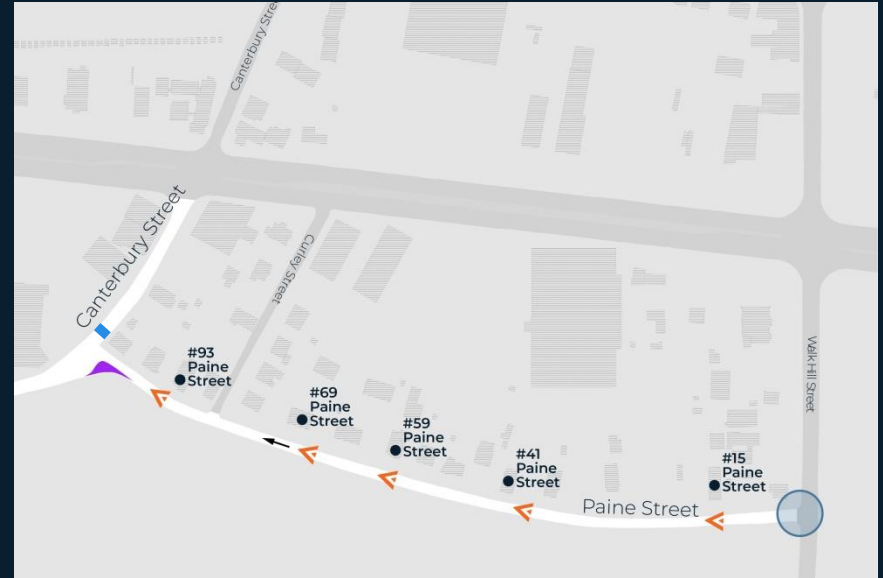 Canterbury Street
Canterbury Street
Curley Street
#93
Paine
Street
#69
Paine
Street
#59
Paine
Street
#41
Paine
Street
#15
Paine
Street
Paine Street
Walk Hill Street